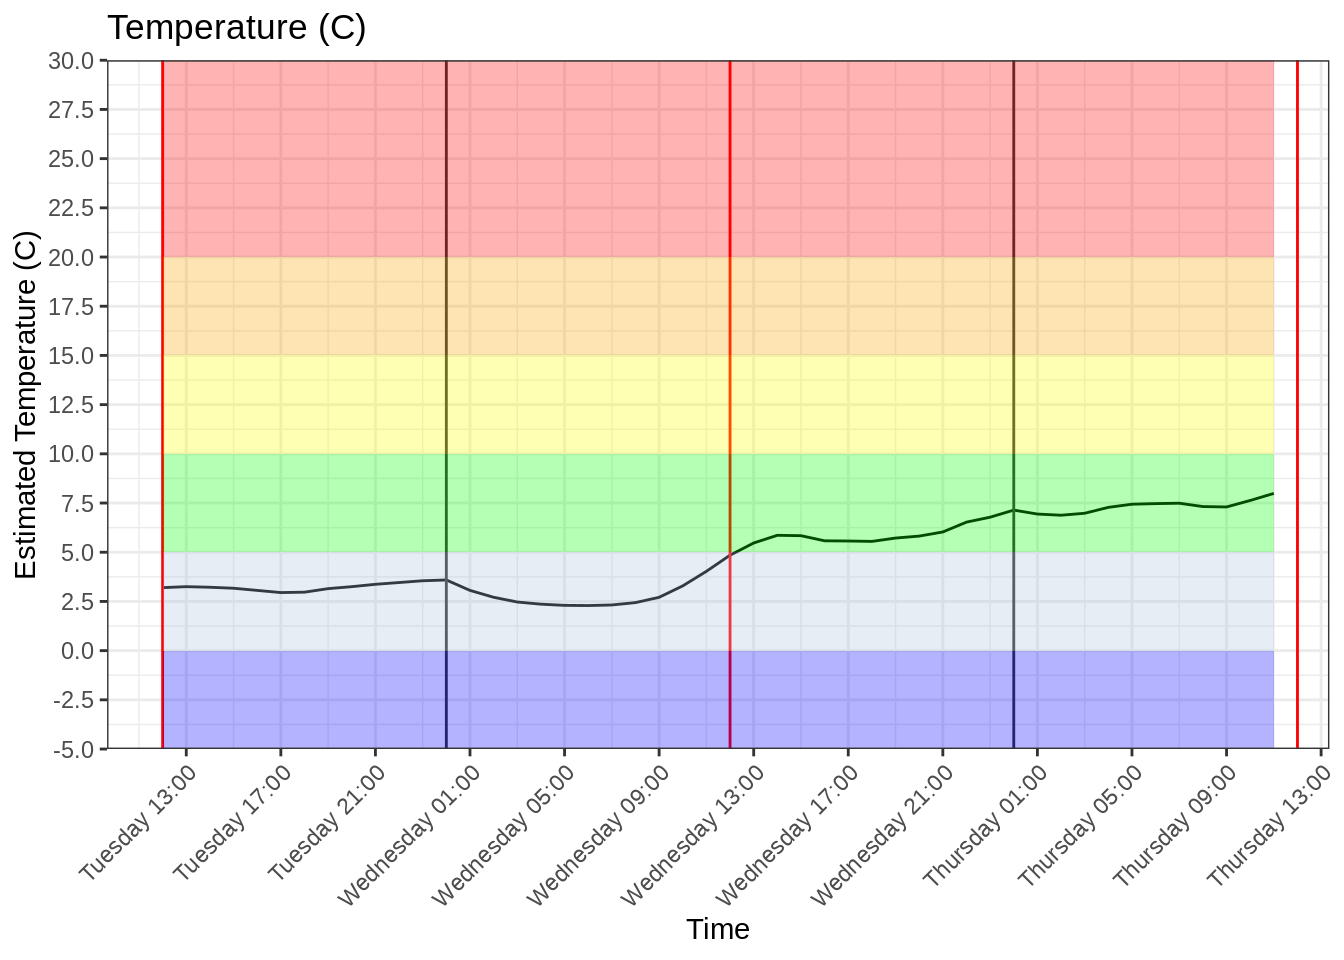 Temperature (C)
Estimated Temperature (C)
30.0
27.5
25.0
22.5
20.0
17.5
15.0
12.5
10.0
7.5
5.0
2.5
0.0
-2.5
-5.0
Tuesday 13:00
Tuesday 17:00
Tuesday 21:00
Wednesday 01:00
Wednesday 05:00
Wednesday 09:00
Wednesday 13:00
Wednesday 17:00
Wednesday 21:00
Thursday 01:00
Thursday 05:00
Thursday 09:00
Thursday 13:00
Time